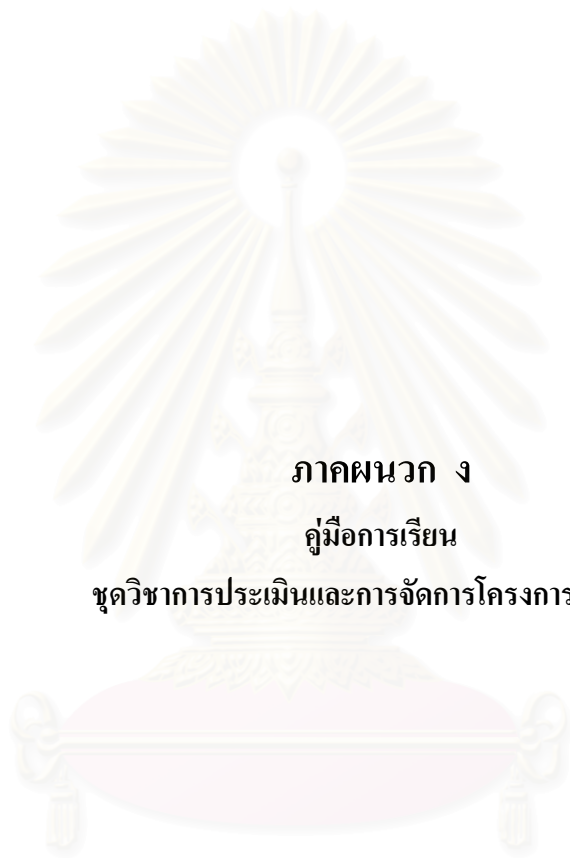 ภาคผนวก ง
คู่มือการเรียน
ชุดวิชาการประเมินและการจัดการโครงการ